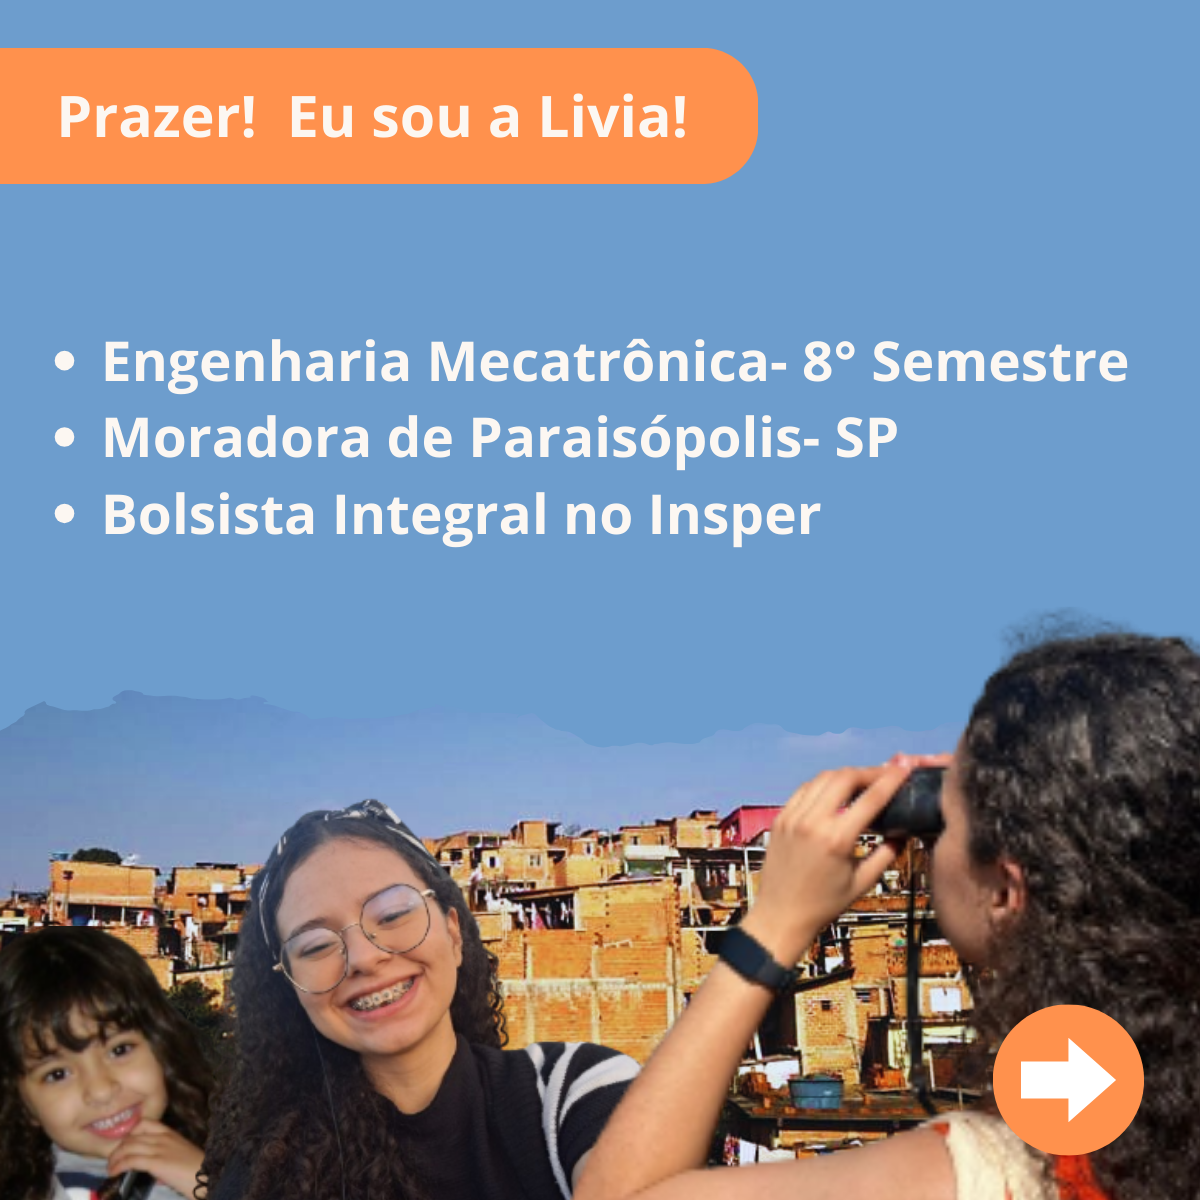 Prazer!  Eu sou a Livia!
• Engenharia Mecatrônica- 8° Semestre
• Moradora de Paraisópolis- SP
• Bolsista Integral no Insper